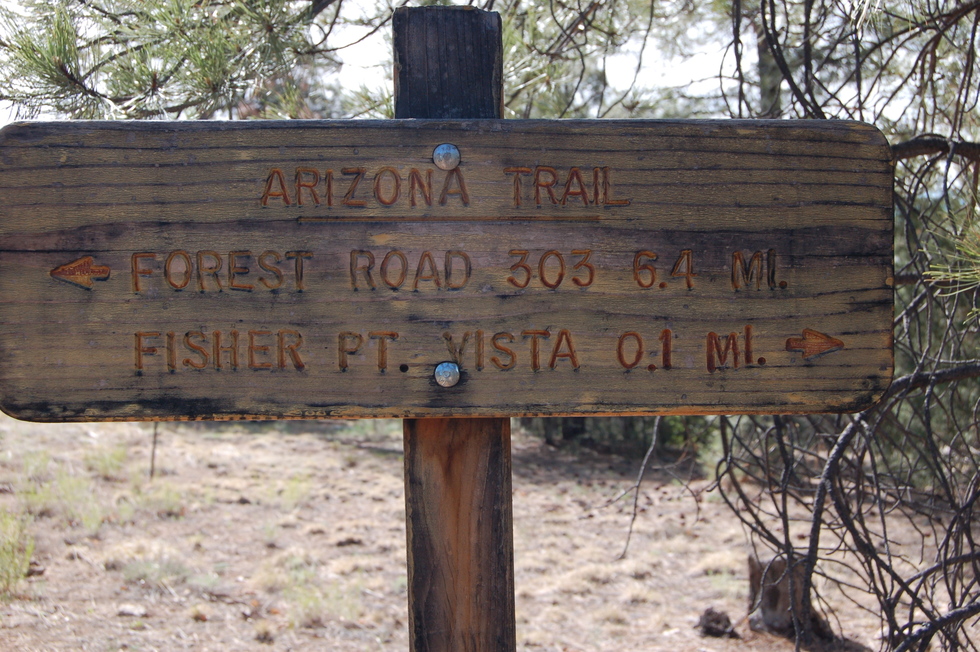 ARIZONA TRAIL
FOREST ROAD 303 6.4 MI.
FISHER PT. VISTA 0.1 MI.